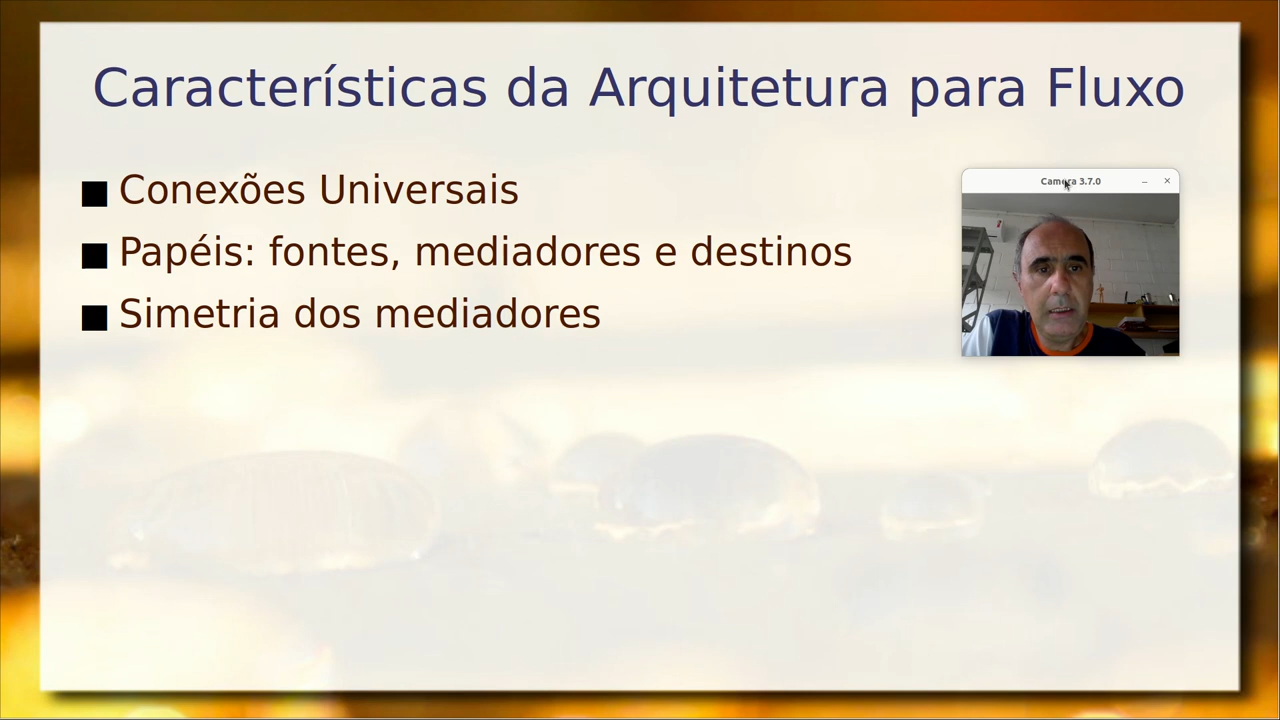 Características da Arquitetura para Fluxo
Conexões Universais
Papéis: fontes, mediadores e destinos
Simetria dos mediadores
Camera 3.7.0